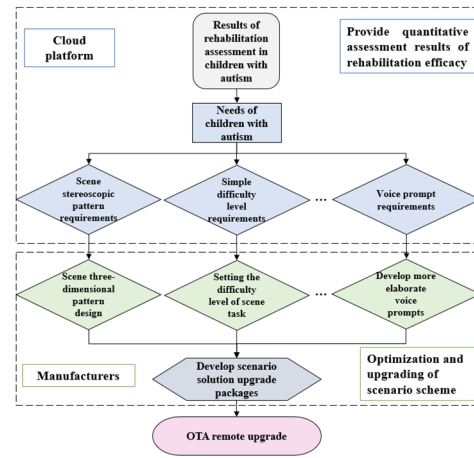 Results of
rehabilitation
assessment in
children with
autism
Cloud
platform
Provide quantitative
assessment results of
rehabilitation efficacy
Needs of
children with
autism
Scene
stereoscopic
pattern
requirements
Simple
difficulty
level
requirements
...
Voice prompt
requirements
Scene three-
dimensional
pattern
design
Setting the
difficulty
level of scene
task
...
Develop more
elaborate
voice
prompts
Manufacturers
Develop scenario
solution upgrade
packages
Optimization and
upgrading of
scenario scheme
OTA remote upgrade